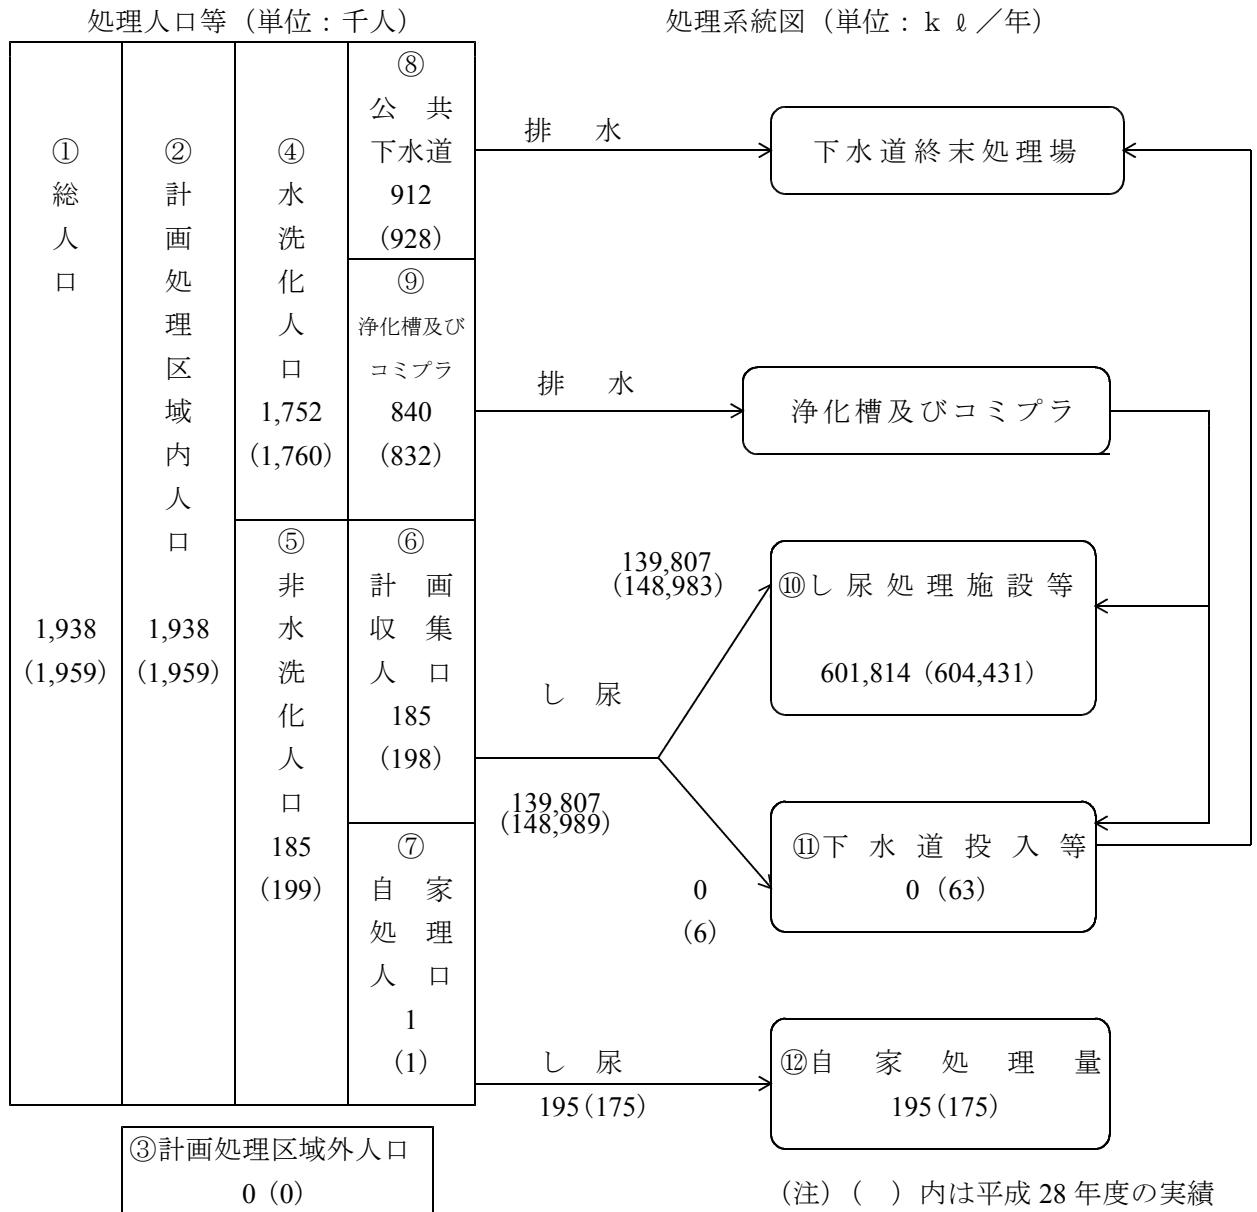 処理人口等（単位：千人）
処理系統図（単位：ｋℓ／年）
①
総
人
口
1,938
(1,959)
②
計
画
処
理
区
域
内
人
口
1,938
(1,959)
④
水
洗
化
人
口
1,752
(1,760)
⑤
非
水
洗
化
人
口
185
(199)
⑧
公　共
下水道
912
(928)
⑨
浄化槽及び
コミプラ
840
(832)
⑥
計　画
収　集
人　口
185
(198)
⑦
自　家
処　理
人　口
1
(1)
排　水
下水道終末処理場
排　水
浄化槽及びコミプラ
139,807
(148,983)
⑩し尿処理施設等
601,814 (604,431)
し　尿
139,807
(148,989)
⑪下水道投入等
0（63）
0
(6)
し　尿
195(175)
⑫自家処理量
195(175)
③計画処理区域外人口
0 (0)
（注）（　）内は平成 28 年度の実績